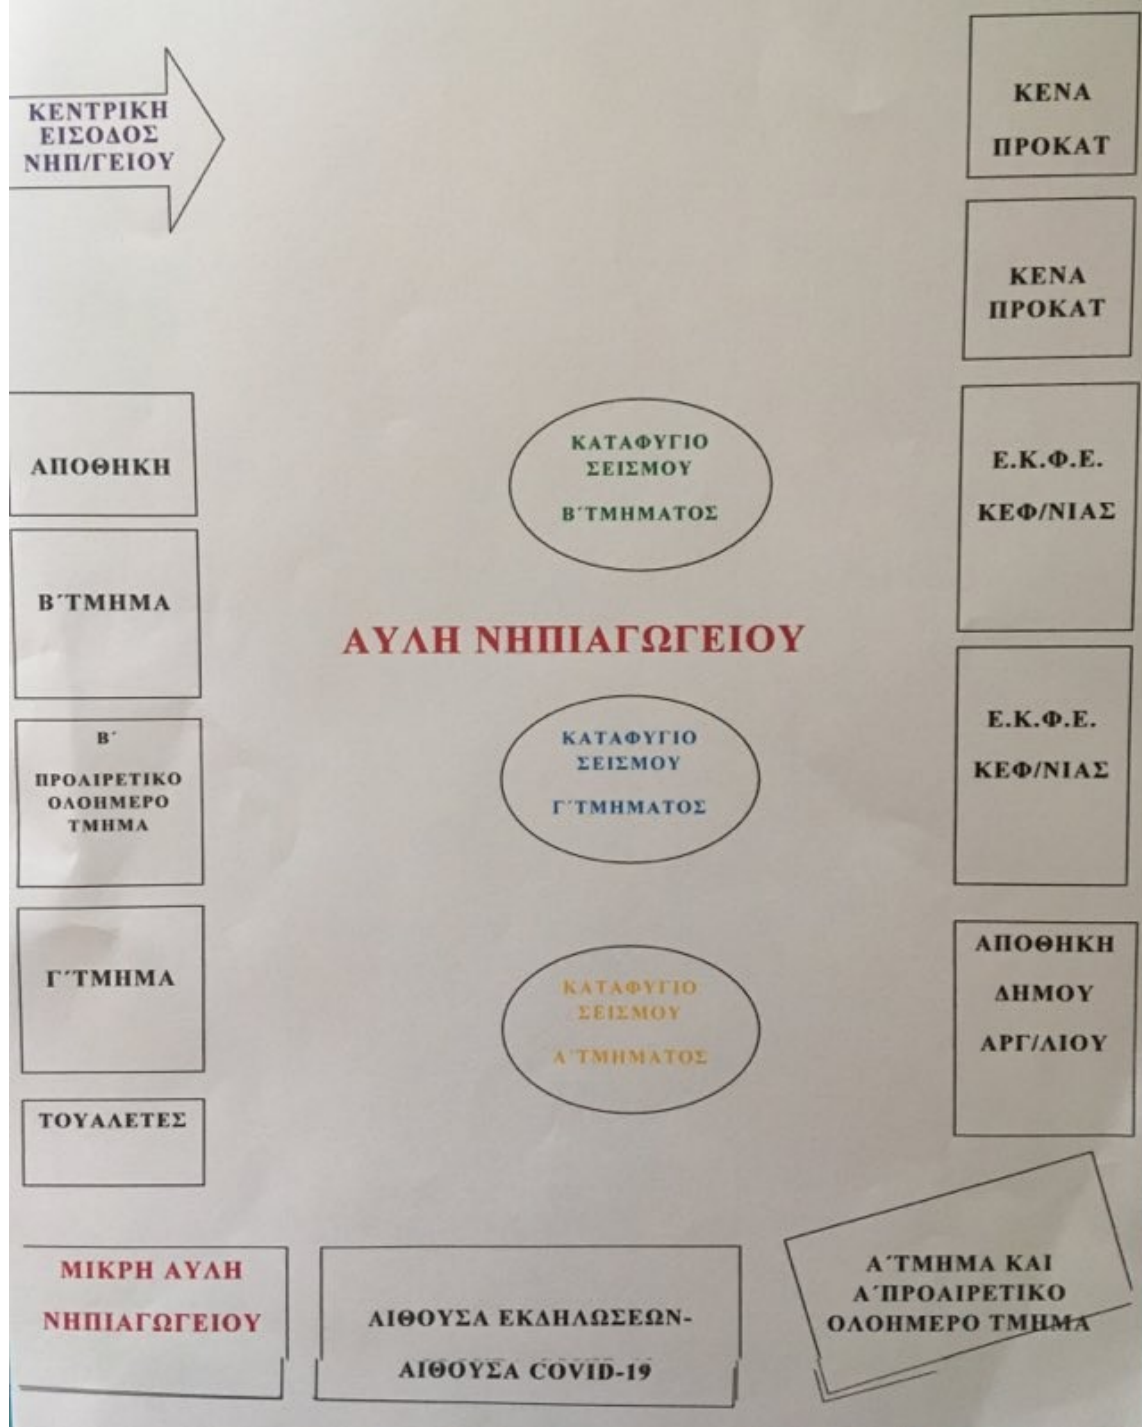 ΚΕΝΤΡΙΚΗ
ΕΙΣΟΔΟΣ
ΝΗΠ/ΓΕΙΟΥ
ΚΕΝΑ
ΠΡΟΚΑΤ
ΚΕΝΑ
ΠΡΟΚΑΤ
ΑΠΟΘΗΚΗ
ΚΑΤΑΦΥΓΙΟ
ΣΕΙΣΜΟΥ
Β΄ΤΜΗΜΑΤΟΣ
Ε.Κ.Φ.Ε.
ΚΕΦ/ΝΙΑΣ
Β΄ΤΜΗΜΑ
ΑΥΛΗ ΝΗΠΙΑΓΩΓΕΙΟΥ
Β΄
ΠΡΟΑΙΡΕΤΙΚΟ
ΟΛΟΗΜΕΡΟ
ΤΜΗΜΑ
ΚΑΤΑΦΥΓΙΟ
ΣΕΙΣΜΟΥ
Γ΄ΤΜΗΜΑΤΟΣ
Ε.Κ.Φ.Ε.
ΚΕΦ/ΝΙΑΣ
Γ΄ΤΜΗΜΑ
ΚΑΤΑΦΥΓΙΟ
ΣΕΙΣΜΟΥ
Α΄ΤΜΗΜΑΤΟΣ
ΑΠΟΘΗΚΗ
ΔΗΜΟΥ
ΑΡΓ/ΛΙΟΥ
ΤΟΥΑΛΕΤΕΣ
ΜΙΚΡΗ ΑΥΛΗ
ΝΗΠΙΑΓΩΓΕΙΟΥ
ΑΙΘΟΥΣΑ ΕΚΔΗΛΩΣΕΩΝ-
ΑΙΘΟΥΣΑ COVID-19
Α΄ΤΜΗΜΑ ΚΑΙ
Α΄ΠΡΟΑΙΡΕΤΙΚΟ
ΟΛΟΗΜΕΡΟ ΤΜΗΜΑ